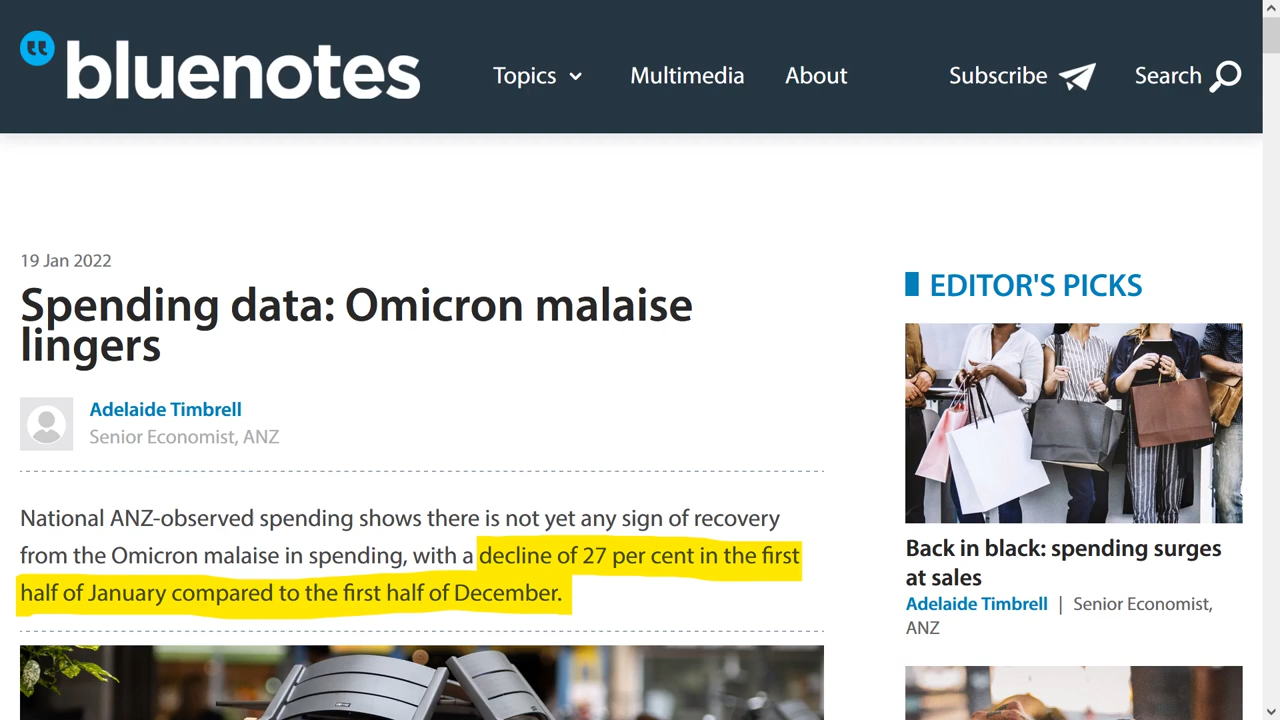 bluenotes
Topics
Multimedia
About
Subscribe
Search
19 Jan 2022
Spending data: Omicron malaise
lingers
Adelaide Timbrell
Senior Economist, ANZ
National ANZ-observed spending shows there is not yet any sign of recovery
from the Omicron malaise in spending, with a decline of 27 per cent in the first
half of January compared to the first half of December.
EDITOR'S PICKS
Back in black: spending surges
at sales
Adelaide Timbrell | Senior Economist,
ANZ